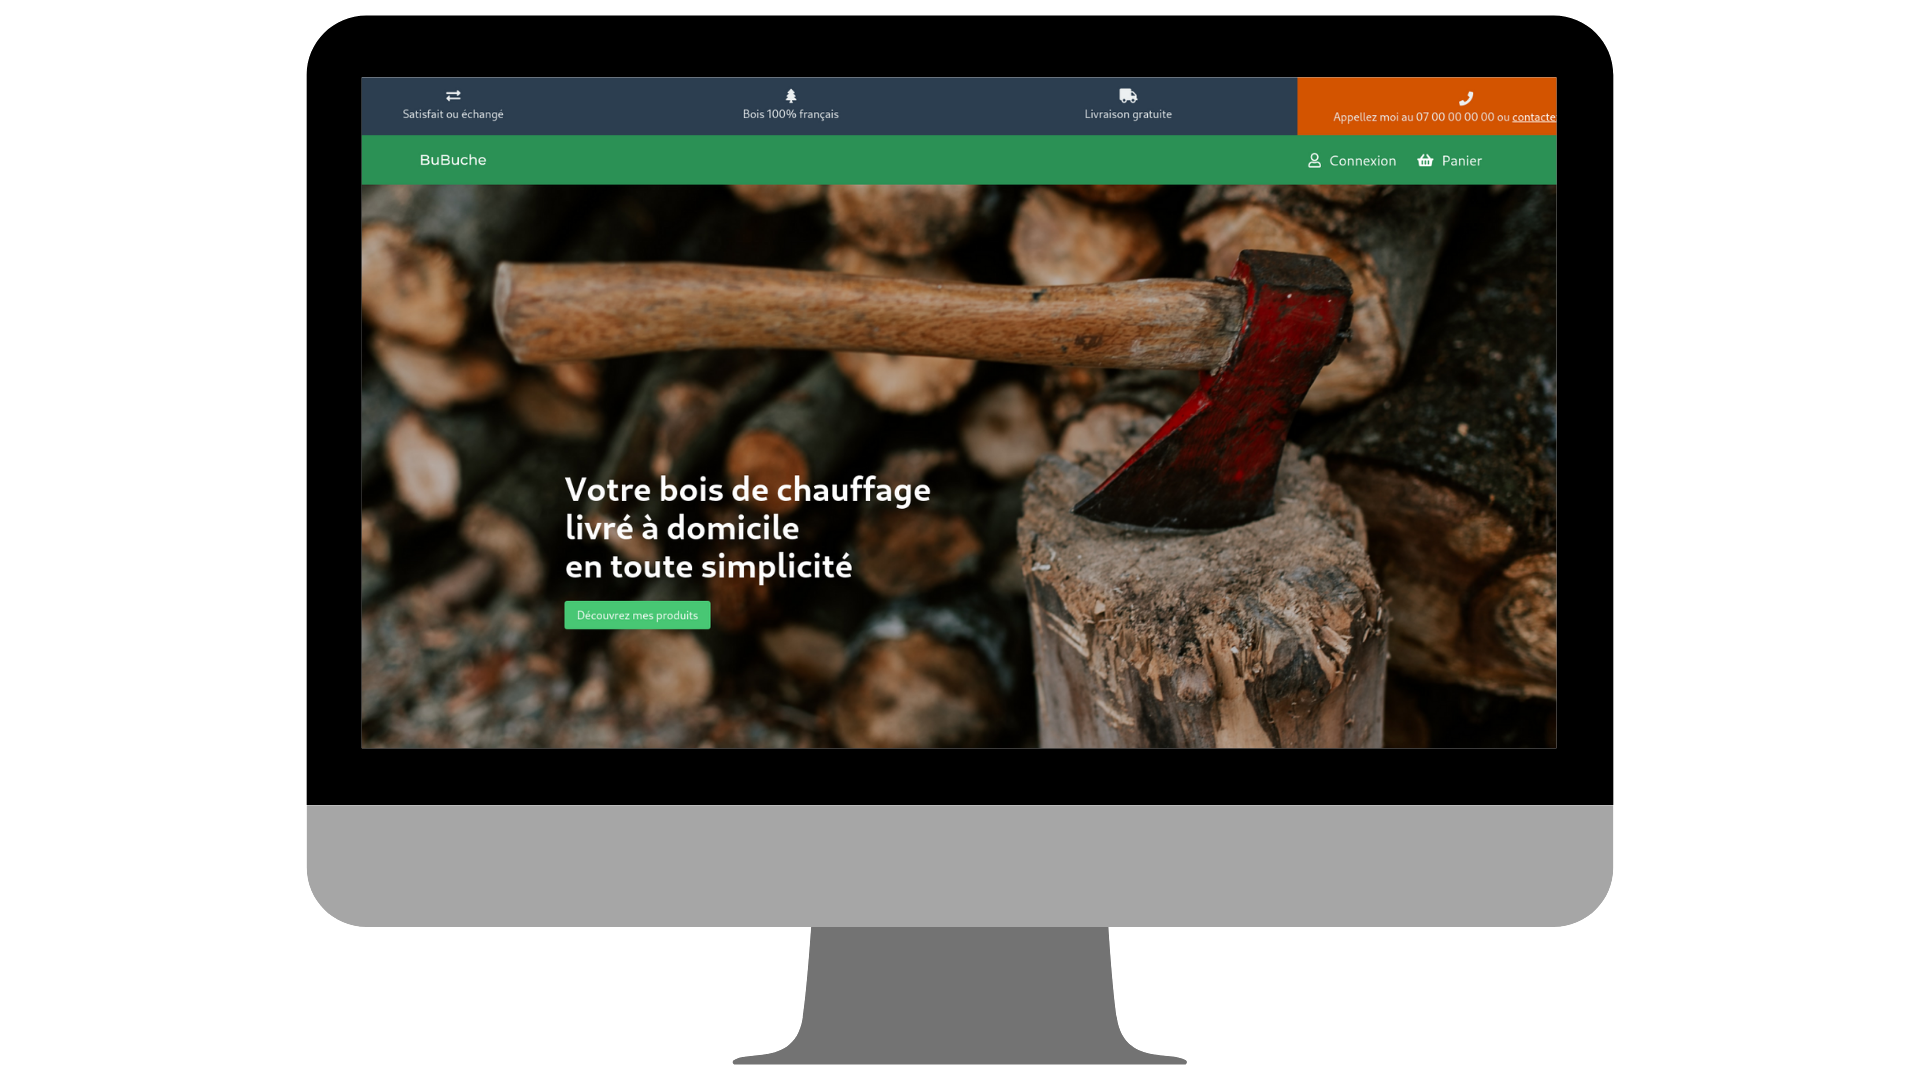 Satisfait ou échangé
Bois 100% français
Livraison gratuite
Appellez moi au 07 00 00 00 00 ou contacte
BuBuche
Connexion
Panier
Votre bois de chauffage
livré à domicile
en toute simplicité
Découvrez mes produits